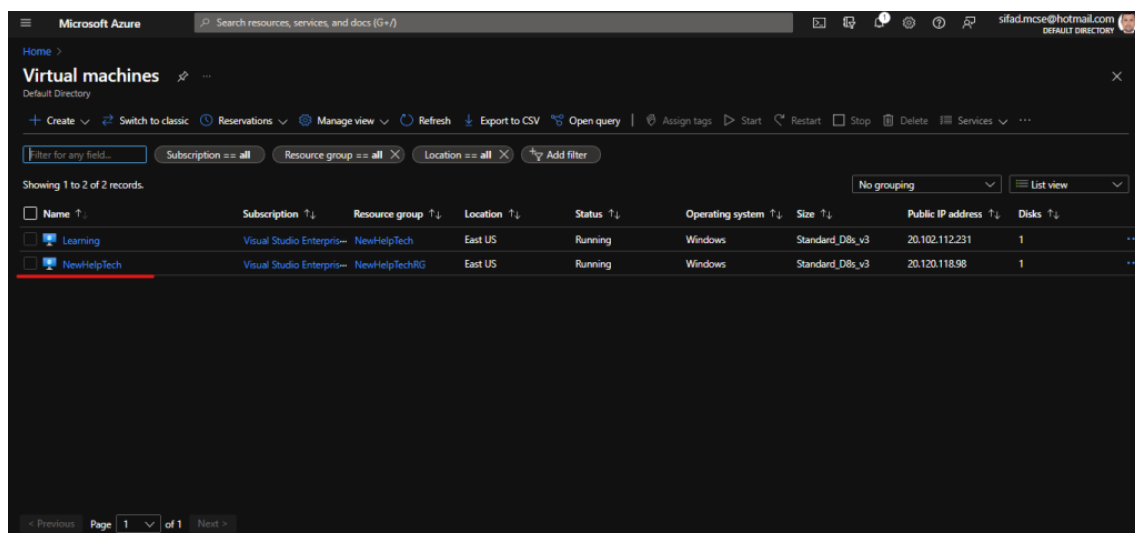 Microsoft Azure
Search resources, services, and docs (G+/)
1
sifad.mcse@hotmail.com
DEFAULT DIRECTORY
Home >
Virtual machines
Default Directory
Create Switch to classic Reservations Manage view Refresh Export to CSV Open query Assign tags Start Restart Stop Delete Services
Filter for any field... Subscription == all Resource group == all Location == all Add filter
Showing 1 to 2 of 2 records. No grouping List view
Name Subscription Resource group Location Status Operating system Size Public IP address Disks
Learning Visual Studio Enterpris... NewHelpTech East US Running Windows Standard_D8s_v3 20.102.112.231 1
NewHelpTech Visual Studio Enterpris... NewHelpTechRG East US Running Windows Standard_D8s_v3 20.120.118.98 1
< Previous Page 1 of 1 Next >